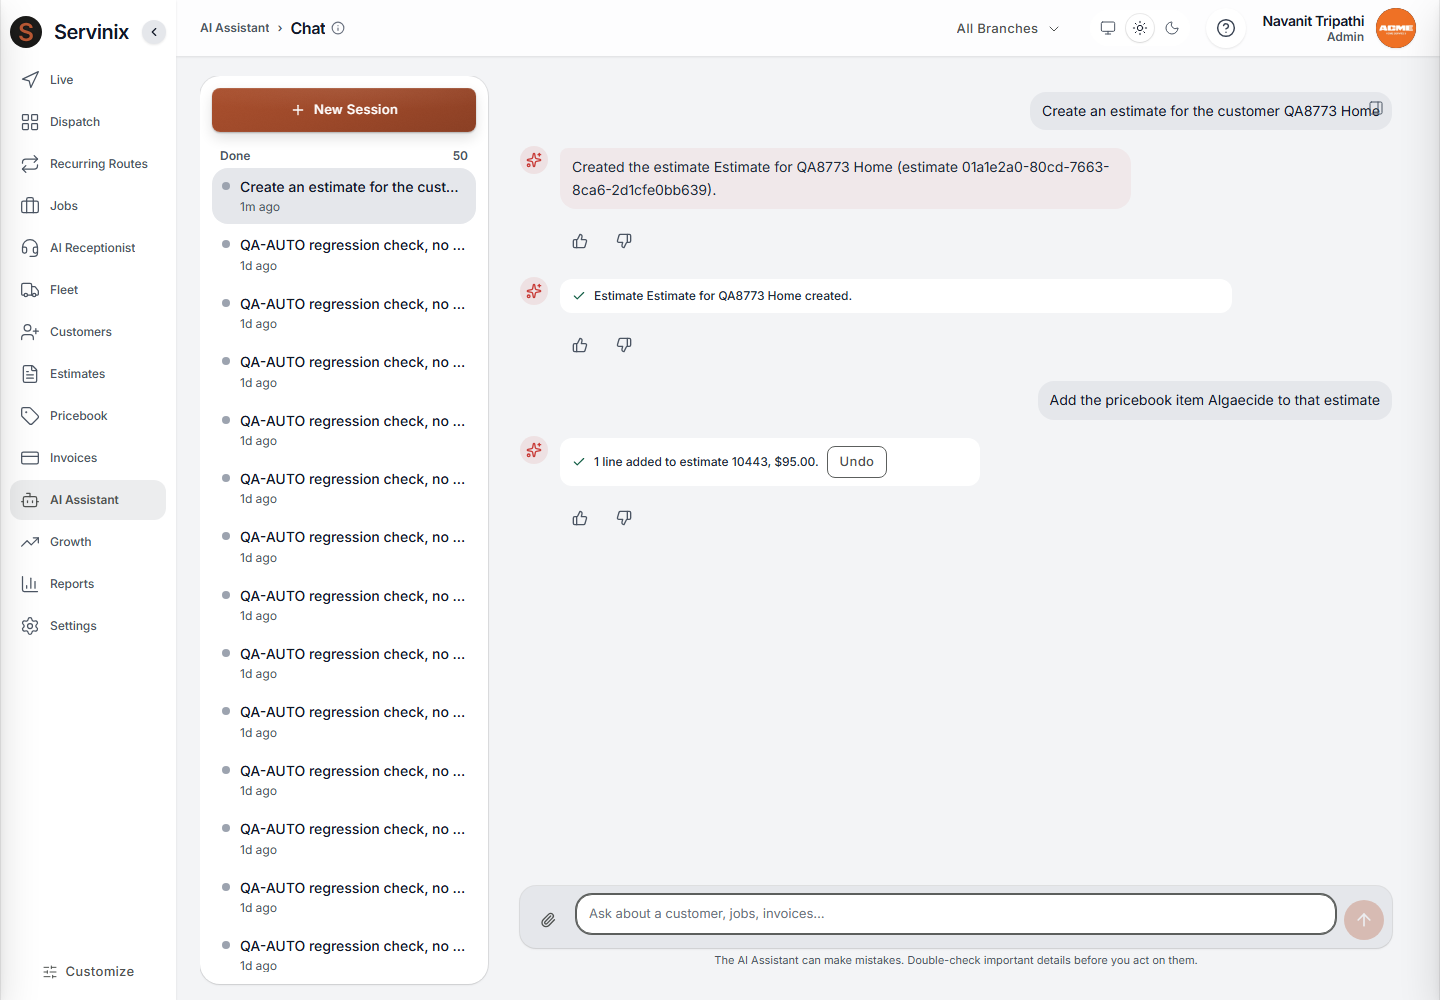 S
Servinix
Live
Dispatch
Recurring Routes
Jobs
AI Receptionist
Fleet
Customers
Estimates
Pricebook
Invoices
AI Assistant
Growth
Reports
Settings
Customize
AI Assistant › Chat
All Branches
Navanit Tripathi
Admin
ACME
+ New Session
Done 50
Create an estimate for the cust...
1m ago
QA-AUTO regression check, no ...
1d ago
QA-AUTO regression check, no ...
1d ago
QA-AUTO regression check, no ...
1d ago
QA-AUTO regression check, no ...
1d ago
QA-AUTO regression check, no ...
1d ago
QA-AUTO regression check, no ...
1d ago
QA-AUTO regression check, no ...
1d ago
QA-AUTO regression check, no ...
1d ago
QA-AUTO regression check, no ...
1d ago
QA-AUTO regression check, no ...
1d ago
QA-AUTO regression check, no ...
1d ago
QA-AUTO regression check, no ...
1d ago
QA-AUTO regression check, no ...
1d ago
Create an estimate for the customer QA8773 Home
Created the estimate Estimate for QA8773 Home (estimate 01a1e2a0-80cd-7663-
8ca6-2d1cfe0bb639).
Estimate Estimate for QA8773 Home created.
Add the pricebook item Algaecide to that estimate
1 line added to estimate 10443, $95.00. Undo
Ask about a customer, jobs, invoices...
The AI Assistant can make mistakes. Double-check important details before you act on them.